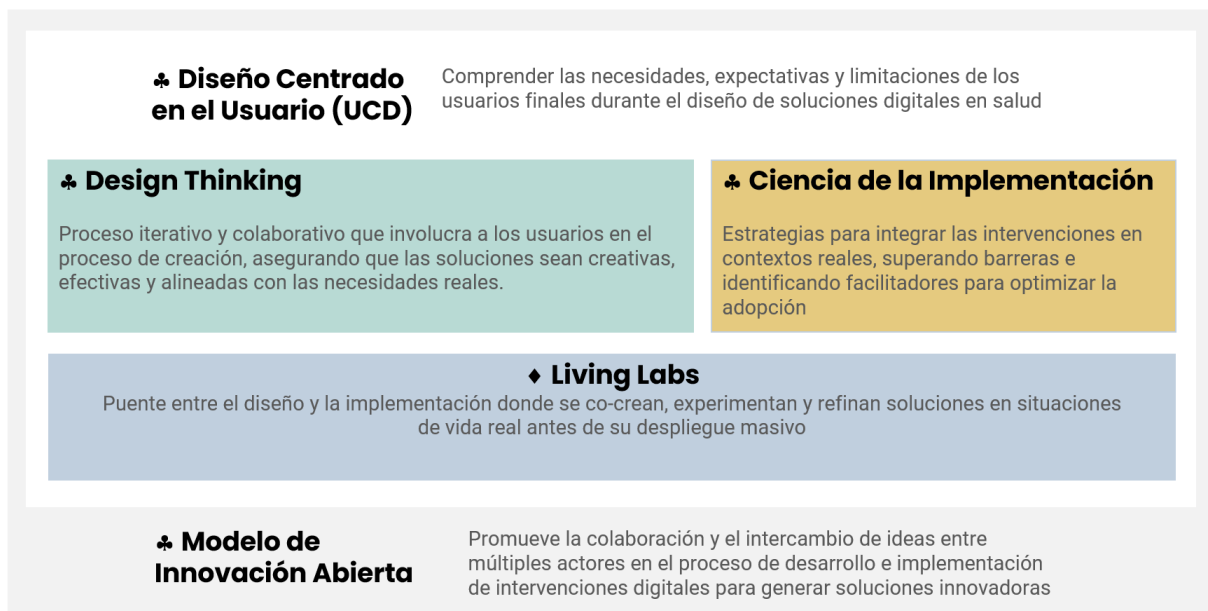 ♣ Diseño Centrado
en el Usuario (UCD)
Comprender las necesidades, expectativas y limitaciones de los
usuarios finales durante el diseño de soluciones digitales en salud
♣ Design Thinking
Proceso iterativo y colaborativo que involucra a los usuarios en el
proceso de creación, asegurando que las soluciones sean creativas,
efectivas y alineadas con las necesidades reales.
♣ Ciencia de la Implementación
Estrategias para integrar las intervenciones en
contextos reales, superando barreras e
identificando facilitadores para optimizar la
adopción
♦ Living Labs
Puente entre el diseño y la implementación donde se co-crean, experimentan y refinan soluciones en situaciones
de vida real antes de su despliegue masivo
♣ Modelo de
Innovación Abierta
Promueve la colaboración y el intercambio de ideas entre
múltiples actores en el proceso de desarrollo e implementación
de intervenciones digitales para generar soluciones innovadoras